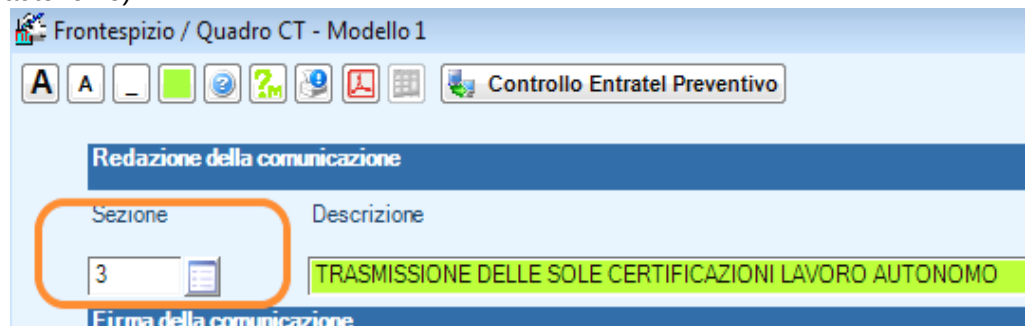 Frontespizio / Quadro CT - Modello 1
A A _ ? ?M Controllo Entratel Preventivo
Redazione della comunicazione
Sezione Descrizione
3 TRASMISSIONE DELLE SOLE CERTIFICAZIONI LAVORO AUTONOMO
Firma della comunicazione